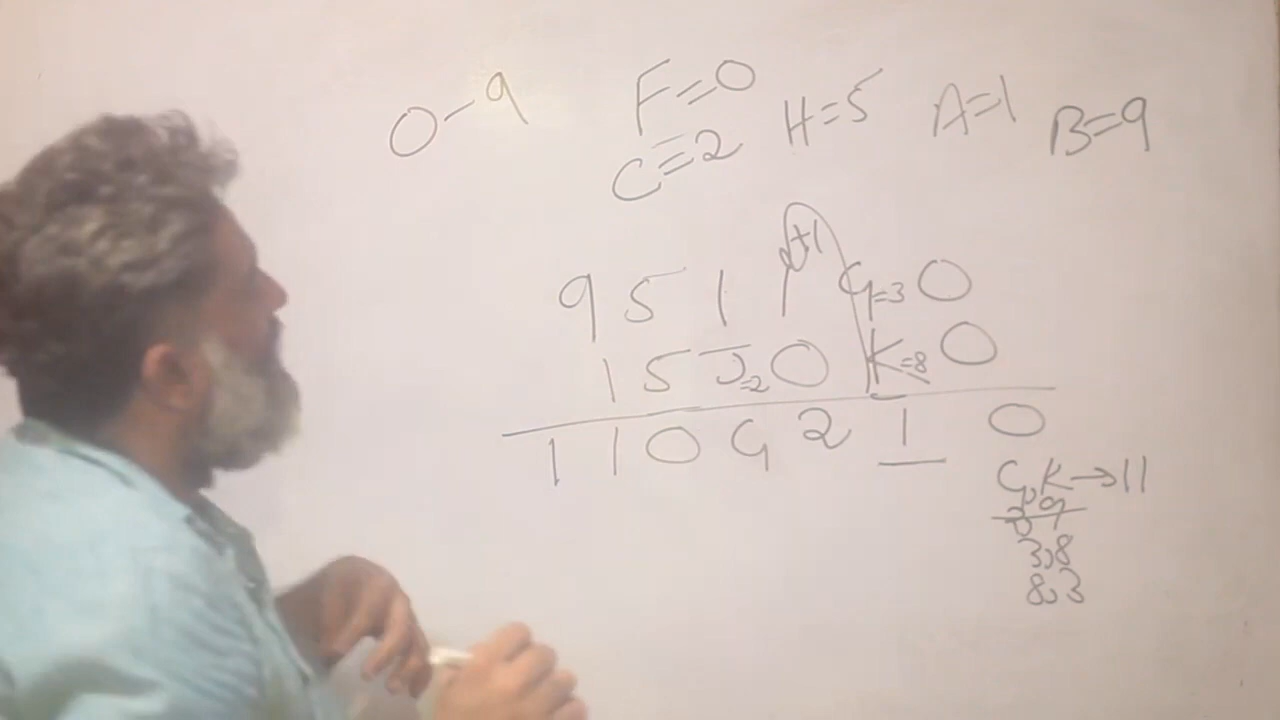 0-9 F=0 H=5 A=1 B=9
C=2
+1
9 5 1 1 G=3 0
1 5 J=2 0 K=8 0
1 1 0 G 2 1 0
G,K→11
2,9
3,8
8,3